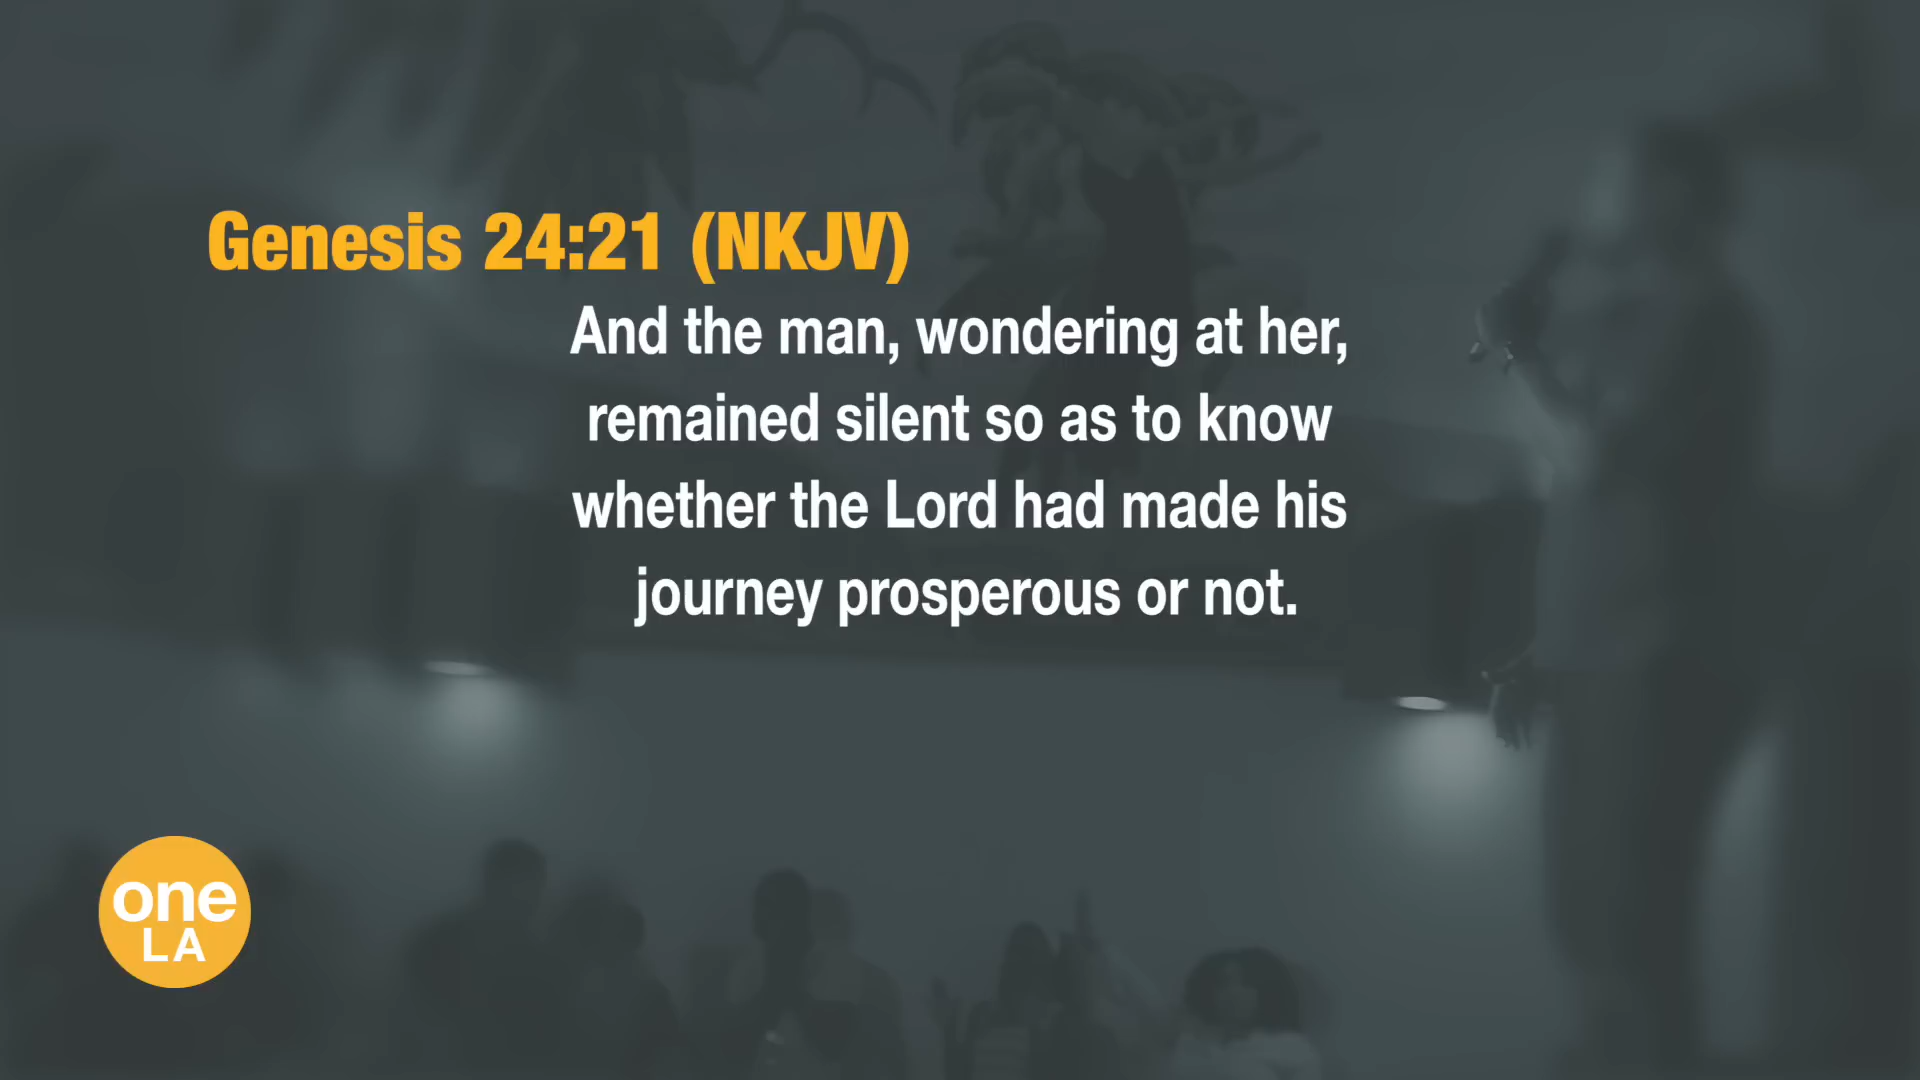 Genesis 24:21 (NKJV)
And the man, wondering at her,
remained silent so as to know
whether the Lord had made his
journey prosperous or not.
one
LA